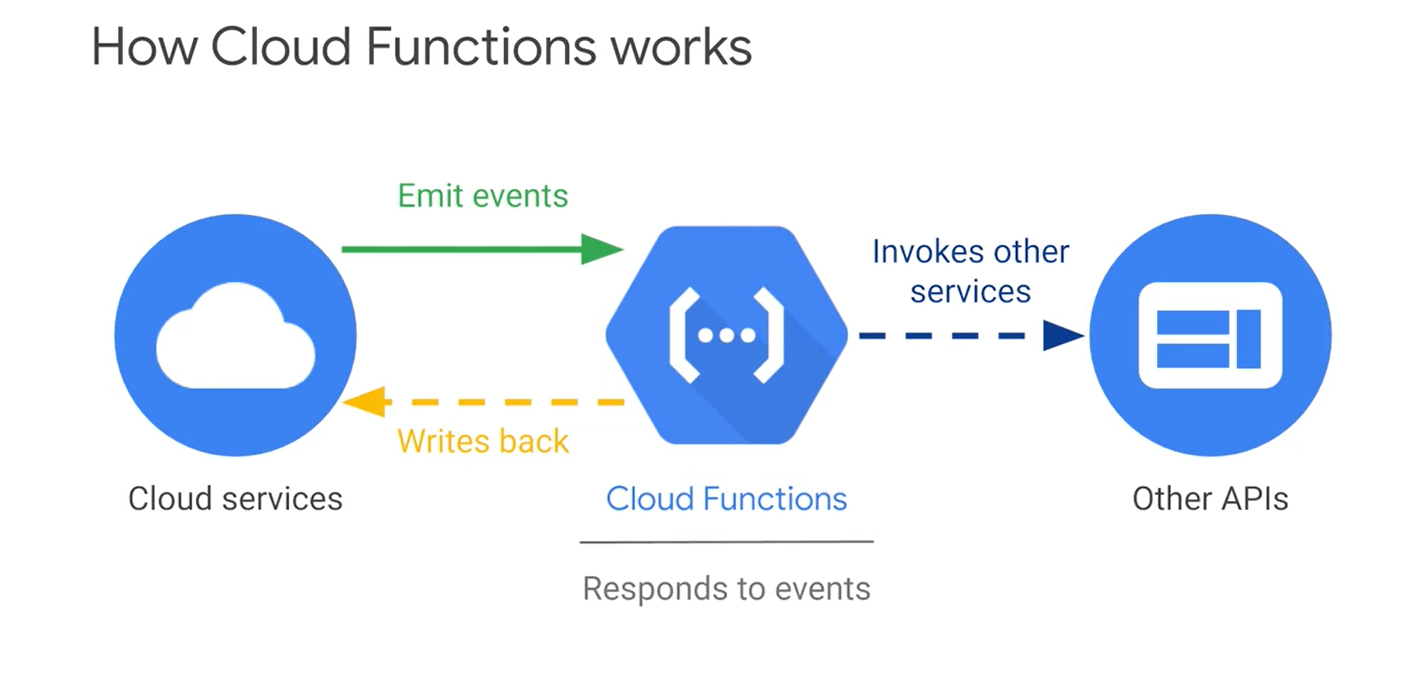 How Cloud Functions works
Emit events
Invokes other
services
Writes back
Cloud services
Cloud Functions
Other APIs
Responds to events